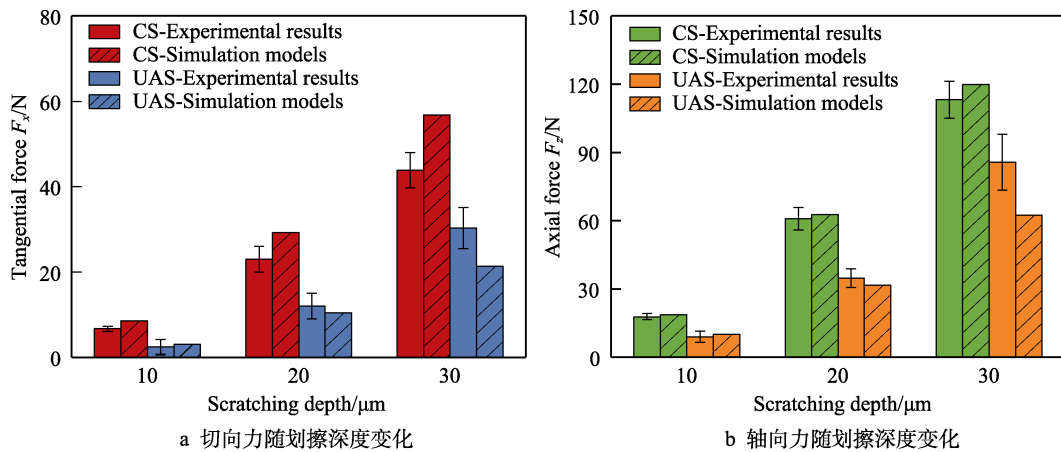 80
60
40
20
0
Tangential force Fx/N
CS-Experimental results
CS-Simulation models
UAS-Experimental results
UAS-Simulation models
10 20 30
Scratching depth/μm
a 切向力随划擦深度变化
150
120
90
60
30
0
Axial force Fz/N
CS-Experimental results
CS-Simulation models
UAS-Experimental results
UAS-Simulation models
10 20 30
Scratching depth/μm
b 轴向力随划擦深度变化